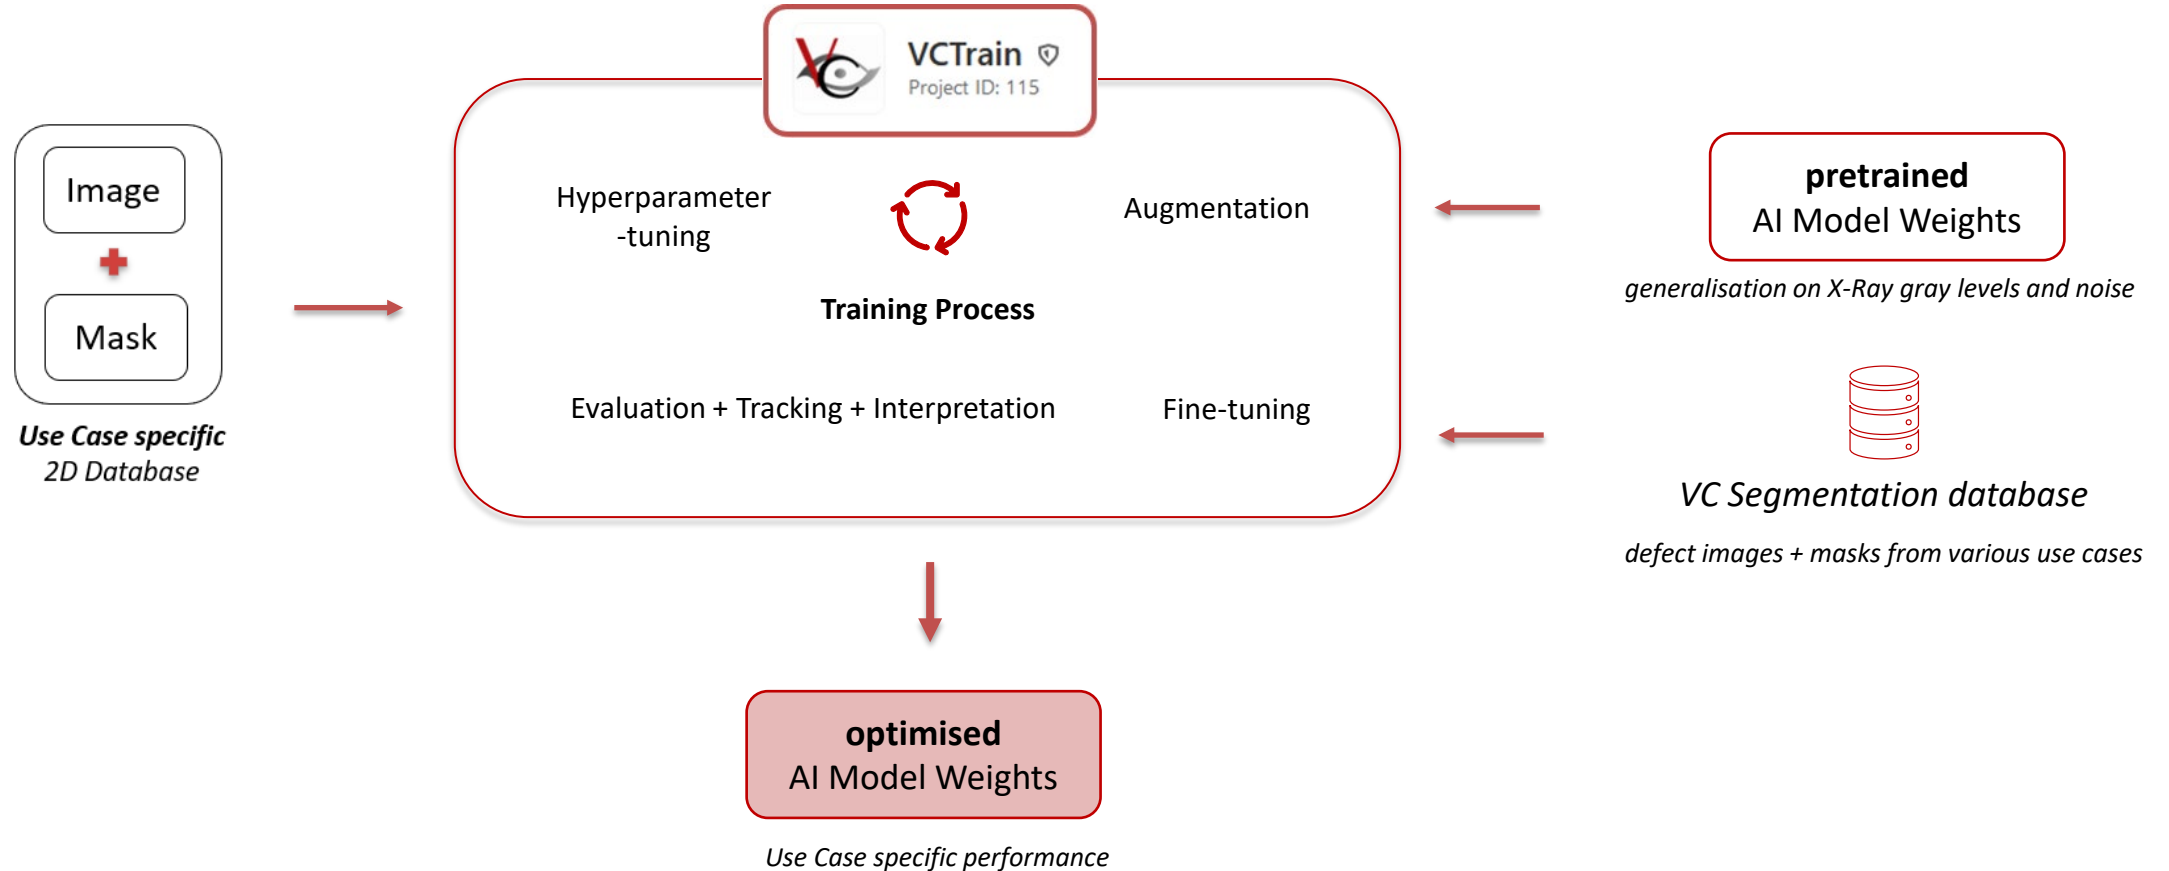 VCTrain
Project ID: 115
Image
Mask
Use Case specific
2D Database
Hyperparameter
-tuning
Augmentation
Training Process
Evaluation + Tracking + Interpretation
Fine-tuning
pretrained
AI Model Weights
generalisation on X-Ray gray levels and noise
VC Segmentation database
defect images + masks from various use cases
optimised
AI Model Weights
Use Case specific performance